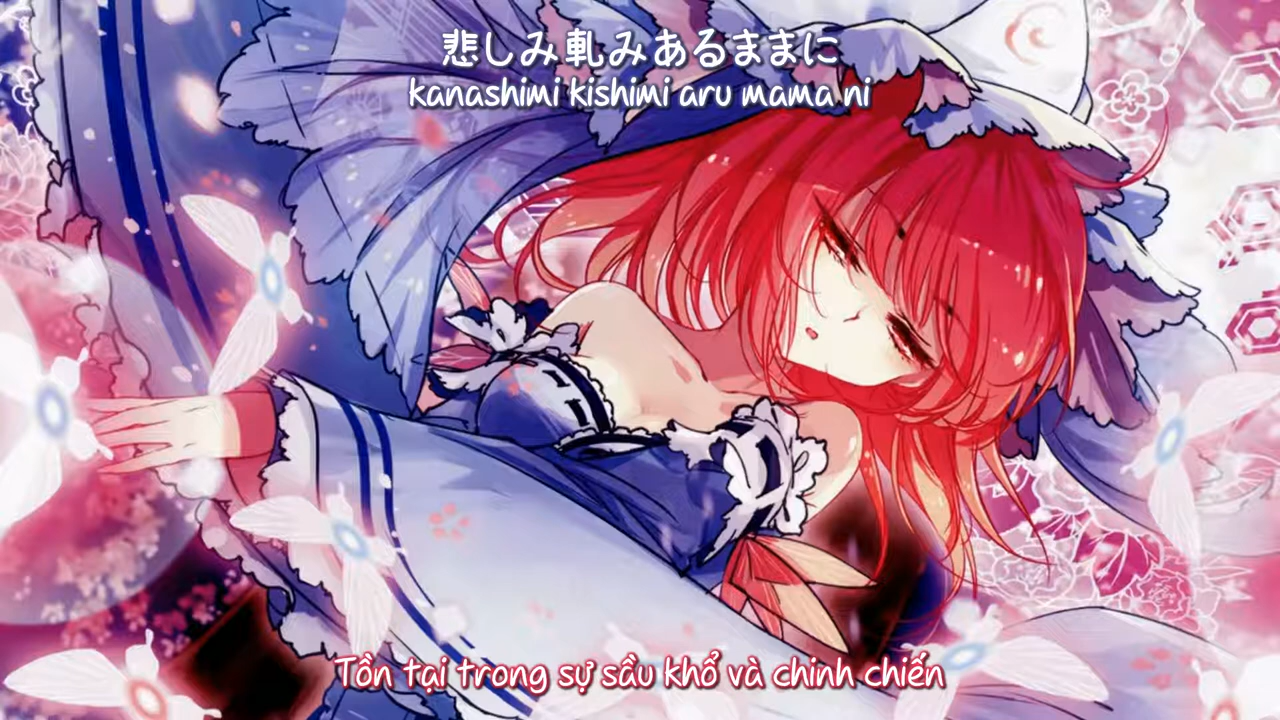 悲しみ軋みあるままに
kanashimi kishimi aru mama ni
Tồn tại trong sự sầu khổ và chinh chiến